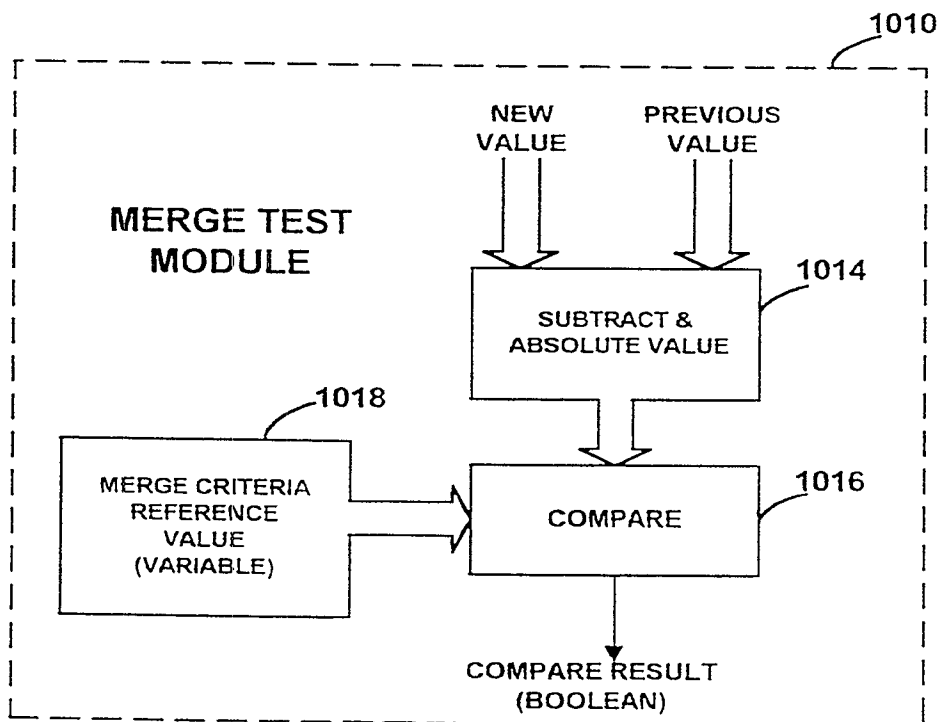 1010
NEW
VALUE
PREVIOUS
VALUE
MERGE TEST
MODULE
1014
SUBTRACT &
ABSOLUTE VALUE
1018
MERGE CRITERIA
REFERENCE
VALUE
(VARIABLE)
1016
COMPARE
COMPARE RESULT
(BOOLEAN)